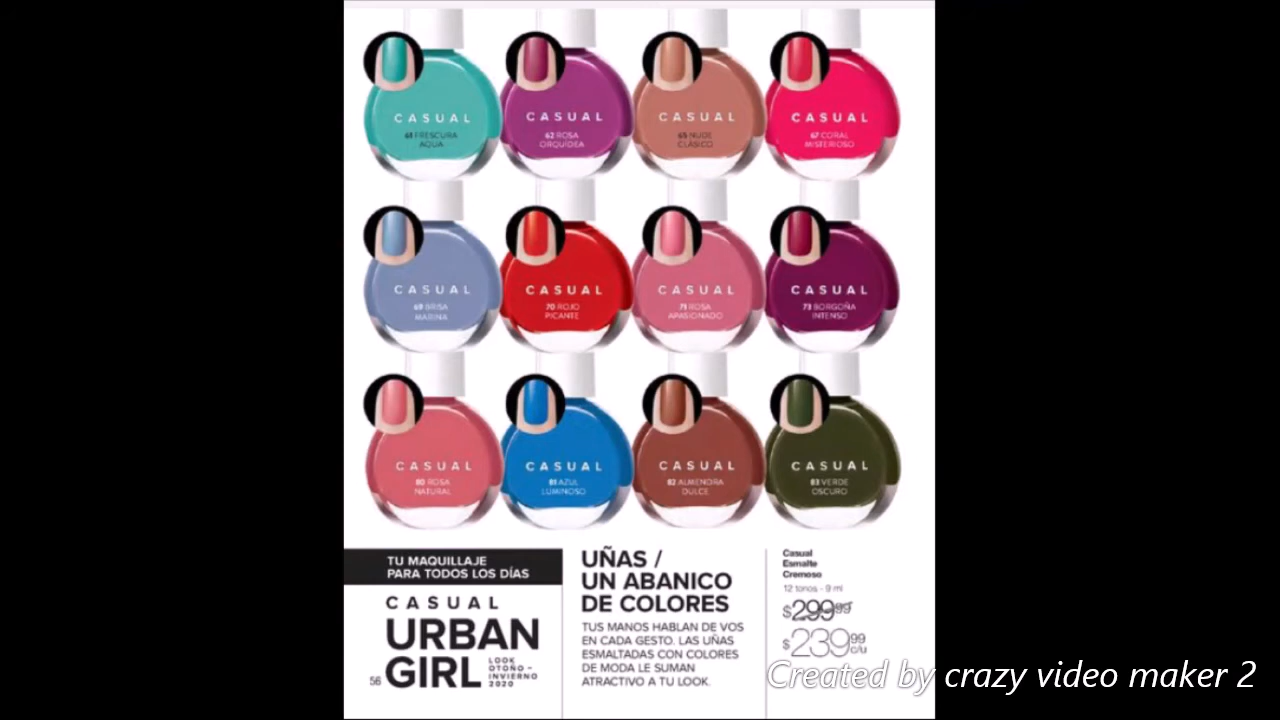 CASUAL
61 FRESCURA
AQUA
CASUAL
62 ROSA
ORQUÍDEA
CASUAL
65 NUDE
CLÁSICO
CASUAL
67 CORAL
MISTERIOSO
CASUAL
69 BRISA
MARINA
CASUAL
70 ROJO
PICANTE
CASUAL
71 ROSA
APASIONADO
CASUAL
73 BORGOÑA
INTENSO
CASUAL
80 ROSA
NATURAL
CASUAL
81 AZUL
LUMINOSO
CASUAL
82 ALMENDRA
DULCE
CASUAL
83 VERDE
OSCURO
TU MAQUILLAJE
PARA TODOS LOS DÍAS
CASUAL
URBAN
GIRL
LOOK
OTOÑO –
INVIERNO
2020
56
UÑAS /
UN ABANICO
DE COLORES
TUS MANOS HABLAN DE VOS
EN CADA GESTO. LAS UÑAS
ESMALTADAS CON COLORES
DE MODA LE SUMAN
ATRACTIVO A TU LOOK.
Casual
Esmalte
Cremoso
12 tonos - 9 ml
$299.99
$239.99 c/u
Created by crazy video maker 2